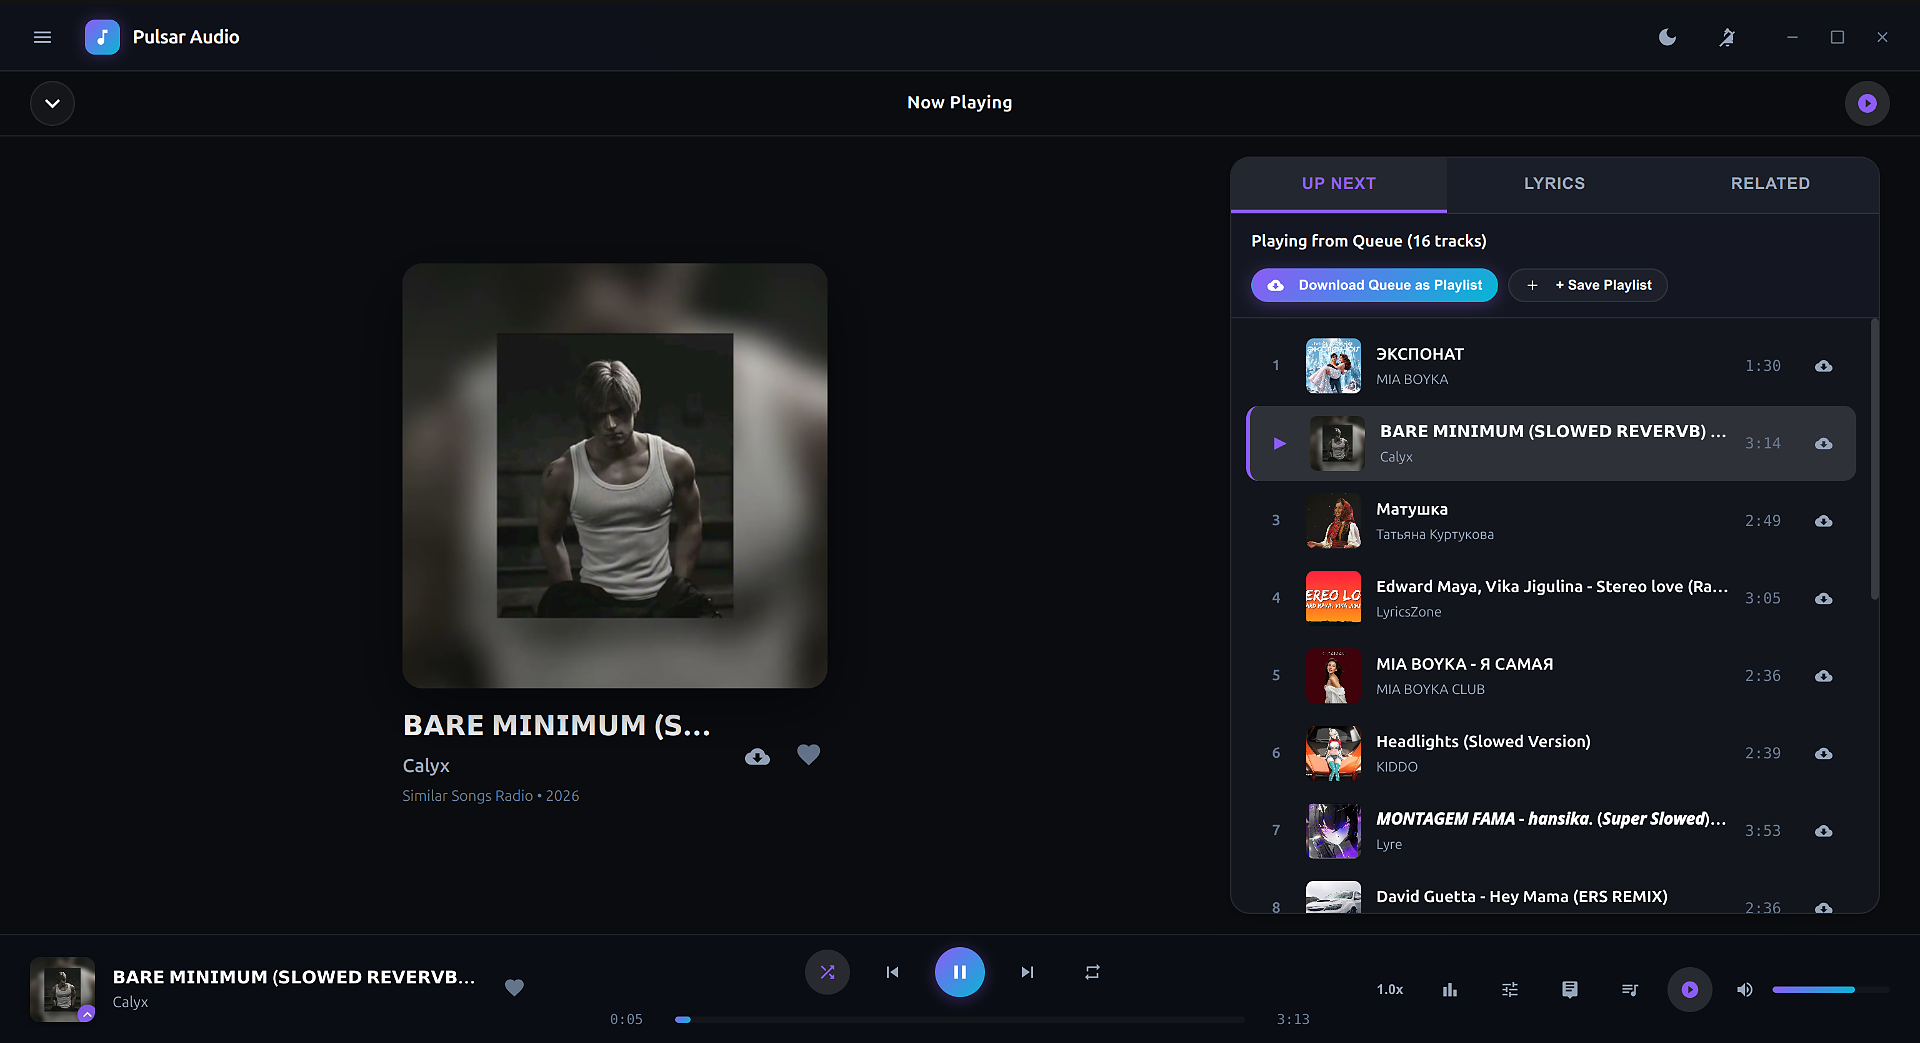 Pulsar Audio
Now Playing
UP NEXT
LYRICS
RELATED
Playing from Queue (16 tracks)
Download Queue as Playlist
+ Save Playlist
1
ЭКСПОНАТ
MIA BOYKA
1:30
BARE MINIMUM (SLOWED REVERVB) ...
Calyx
3:14
3
Матушка
Татьяна Куртукова
2:49
4
EREO LO
Edward Maya, Vika Jigulina - Stereo love (Ra...
LyricsZone
3:05
5
MIA BOYKA - Я САМАЯ
MIA BOYKA CLUB
2:36
6
Headlights (Slowed Version)
KIDDO
2:39
7
MONTAGEM FAMA - hansika. (Super Slowed)...
Lyre
3:53
8
David Guetta - Hey Mama (ERS REMIX)
2:36
BARE MINIMUM (S...
Calyx
Similar Songs Radio • 2026
BARE MINIMUM (SLOWED REVERVB...
Calyx
0:05
3:13
1.0x